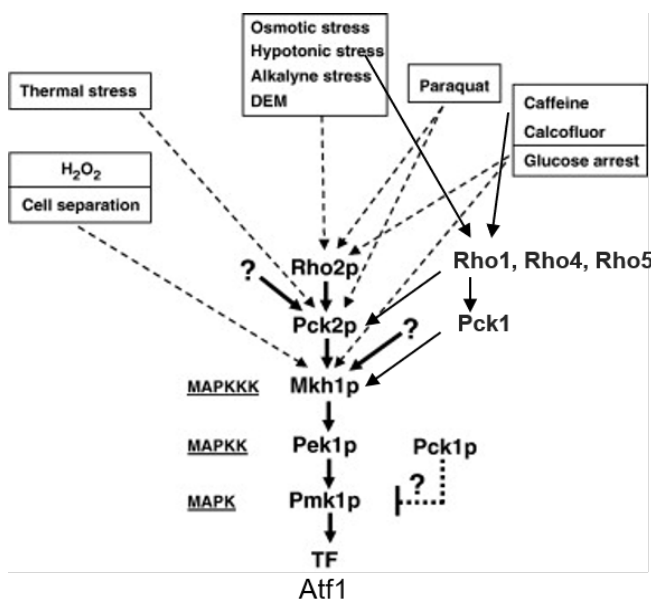 Osmotic stress
Hypotonic stress
Alkalyne stress
DEM
Thermal stress
Paraquat
Caffeine
Calcofluor
Glucose arrest
H₂O₂
Cell separation
Rho2p
Rho1, Rho4, Rho5
?
Pck2p
Pck1
?
MAPKKK Mkh1p
MAPKK Pek1p Pck1p
?
MAPK Pmk1p
TF
Atf1